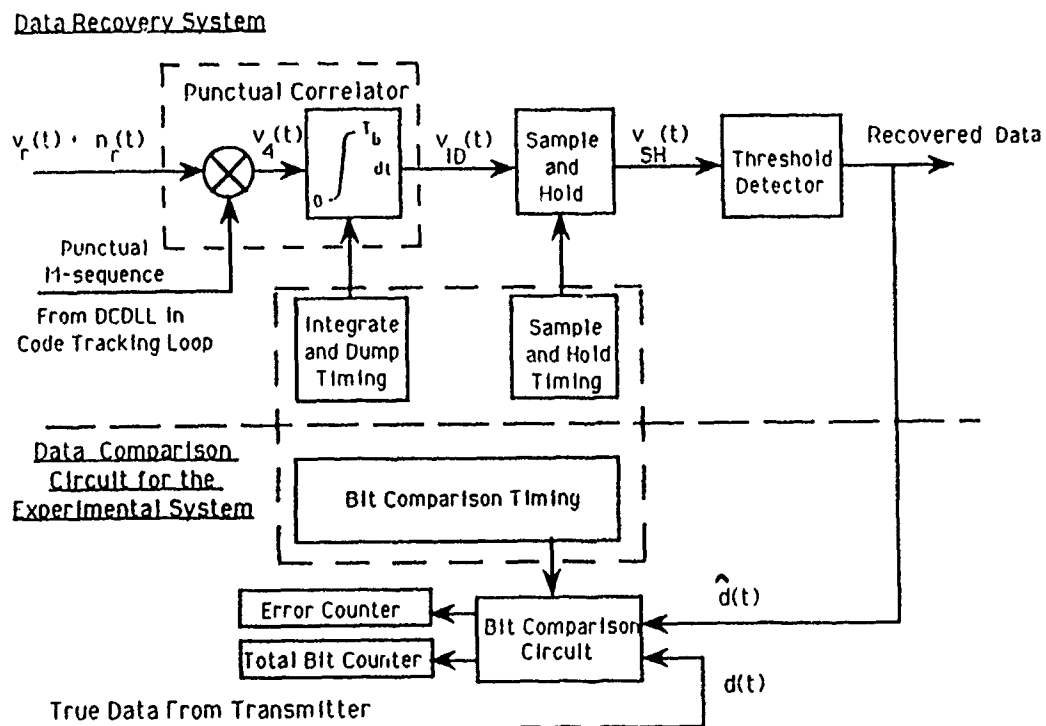 Data Recovery System
Punctual Correlator
v_r(t) + n_r(t)
v_4(t)
∫_0^{T_b} dt
v_ID(t)
Sample and Hold
v_SH(t)
Threshold Detector
Recovered Data
Punctual M-sequence
From DCDLL in Code Tracking Loop
Integrate and Dump Timing
Sample and Hold Timing
Data Comparison Circuit for the Experimental System
Bit Comparison Timing
Error Counter
Total Bit Counter
Bit Comparison Circuit
d̂(t)
d(t)
True Data From Transmitter